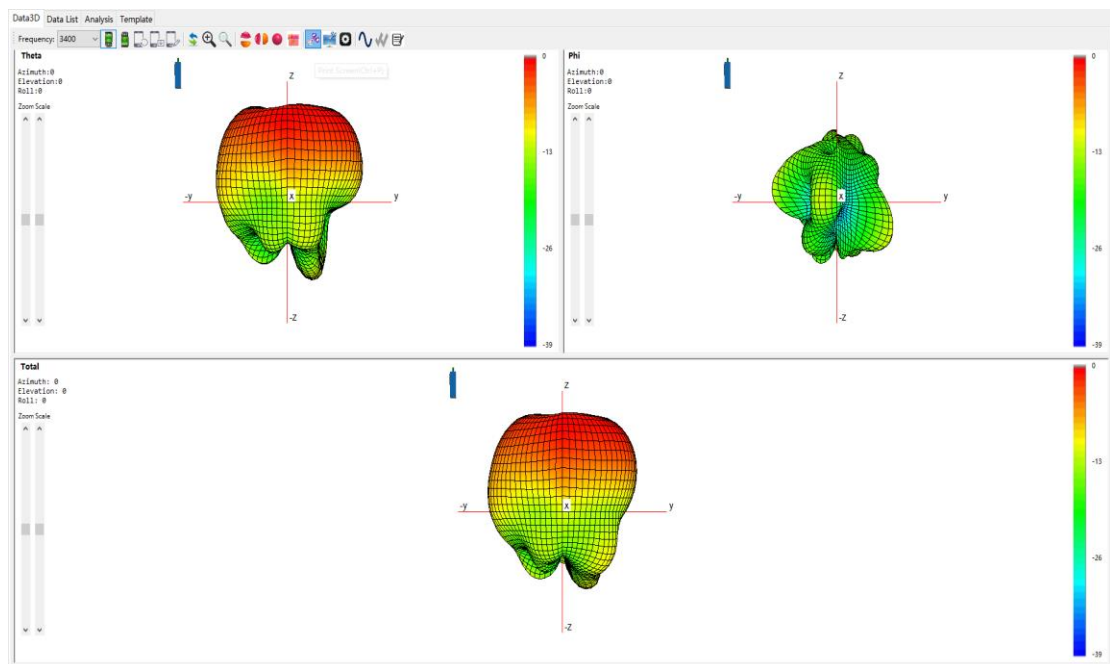 Data3D Data List Analysis Template
Frequency: 3400
Theta
Azimuth:0
Elevation:0
Roll:0
Zoom Scale
Z
-y
X
y
-Z
0
-13
-26
-39
Phi
Azimuth:0
Elevation:0
Roll:0
Zoom Scale
Z
-y
X
y
-Z
0
-13
-26
-39
Total
Azimuth: 0
Elevation: 0
Roll: 0
Zoom Scale
Z
-y
X
y
-Z
0
-13
-26
-39